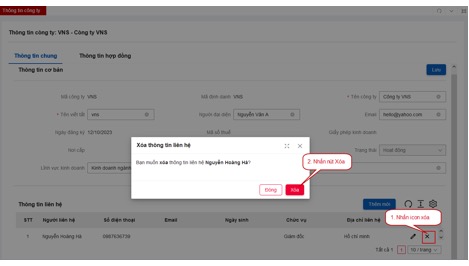 Thông tin công ty
Thông tin công ty: VNS - Công ty VNS
Thông tin chung Thông tin hợp đồng
Thông tin cơ bản Lưu
Mã công ty VNS Mã định danh VNS * Tên công ty Công ty VNS
* Tên viết tắt vns Người đại diện Nguyễn Văn A Email hello@yahoo.com
Ngày đăng ký 12/10/2023 Mã số thuế Giấy phép kinh doanh
Nơi cấp Trạng thái Hoạt động
Lĩnh vực kinh doanh Kinh doanh ngành
Xóa thông tin liên hệ
Bạn muốn xóa thông tin liên hệ Nguyễn Hoàng Hà?
Đóng Xóa
2. Nhấn nút Xóa
Thông tin liên hệ Thêm mới
1. Nhấn icon xóa
STT Người liên hệ Số điện thoại Email Ngày sinh Chức vụ Địa chỉ liên hệ
1 Nguyễn Hoàng Hà 0987636739 Giám đốc Hồ chí minh
Tất cả 1 1 10 / trang